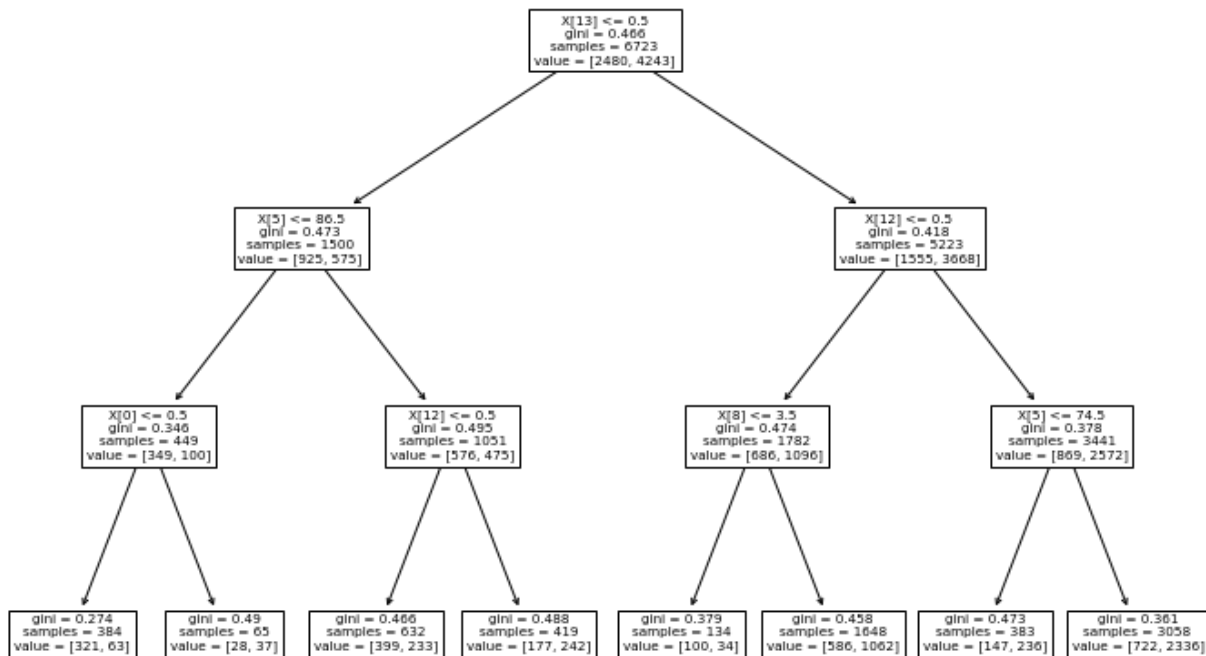 X[13] <= 0.5
gini = 0.466
samples = 6723
value = [2480, 4243]
X[5] <= 86.5
gini = 0.473
samples = 1500
value = [925, 575]
X[12] <= 0.5
gini = 0.418
samples = 5223
value = [1555, 3668]
X[0] <= 0.5
gini = 0.346
samples = 449
value = [349, 100]
X[12] <= 0.5
gini = 0.495
samples = 1051
value = [576, 475]
X[8] <= 3.5
gini = 0.474
samples = 1782
value = [686, 1096]
X[5] <= 74.5
gini = 0.378
samples = 3441
value = [869, 2572]
gini = 0.274
samples = 384
value = [321, 63]
gini = 0.49
samples = 65
value = [28, 37]
gini = 0.466
samples = 632
value = [399, 233]
gini = 0.488
samples = 419
value = [177, 242]
gini = 0.379
samples = 134
value = [100, 34]
gini = 0.458
samples = 1648
value = [586, 1062]
gini = 0.473
samples = 383
value = [147, 236]
gini = 0.361
samples = 3058
value = [722, 2336]